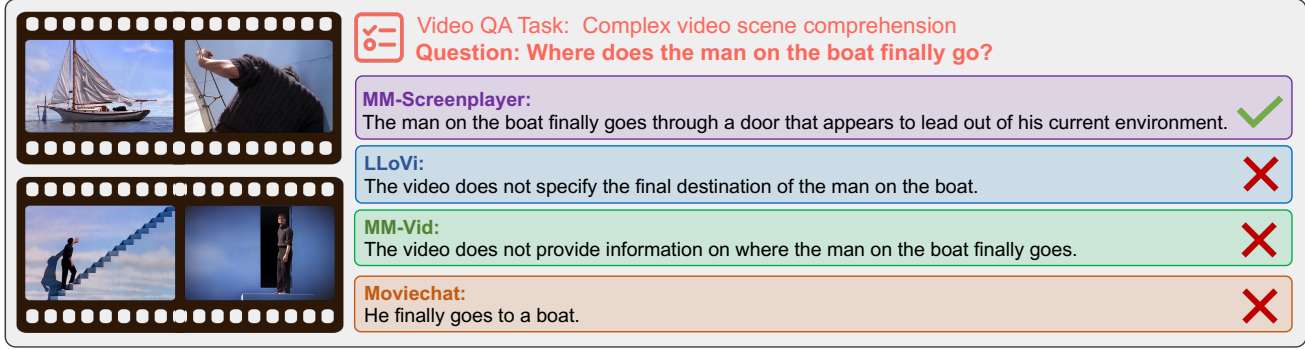 Video QA Task: Complex video scene comprehension
Question: Where does the man on the boat finally go?
MM-Screenplayer:
The man on the boat finally goes through a door that appears to lead out of his current environment.
LLoVi:
The video does not specify the final destination of the man on the boat.
MM-Vid:
The video does not provide information on where the man on the boat finally goes.
Moviechat:
He finally goes to a boat.